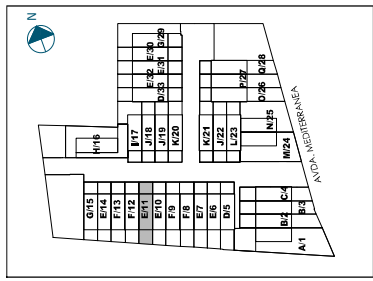 N
G/29
E/30
E/31
E/32
D/33
Q/28
P/27
O/26
H/16
I/17
J/18
J/19
K/20
K/21
J/22
L/23
N/25
M/24
AVDA. MEDITERRANEA
G/15
E/14
F/13
F/12
E/11
E/10
F/9
F/8
E/7
E/6
D/5
C/4
B/3
B/2
A/1